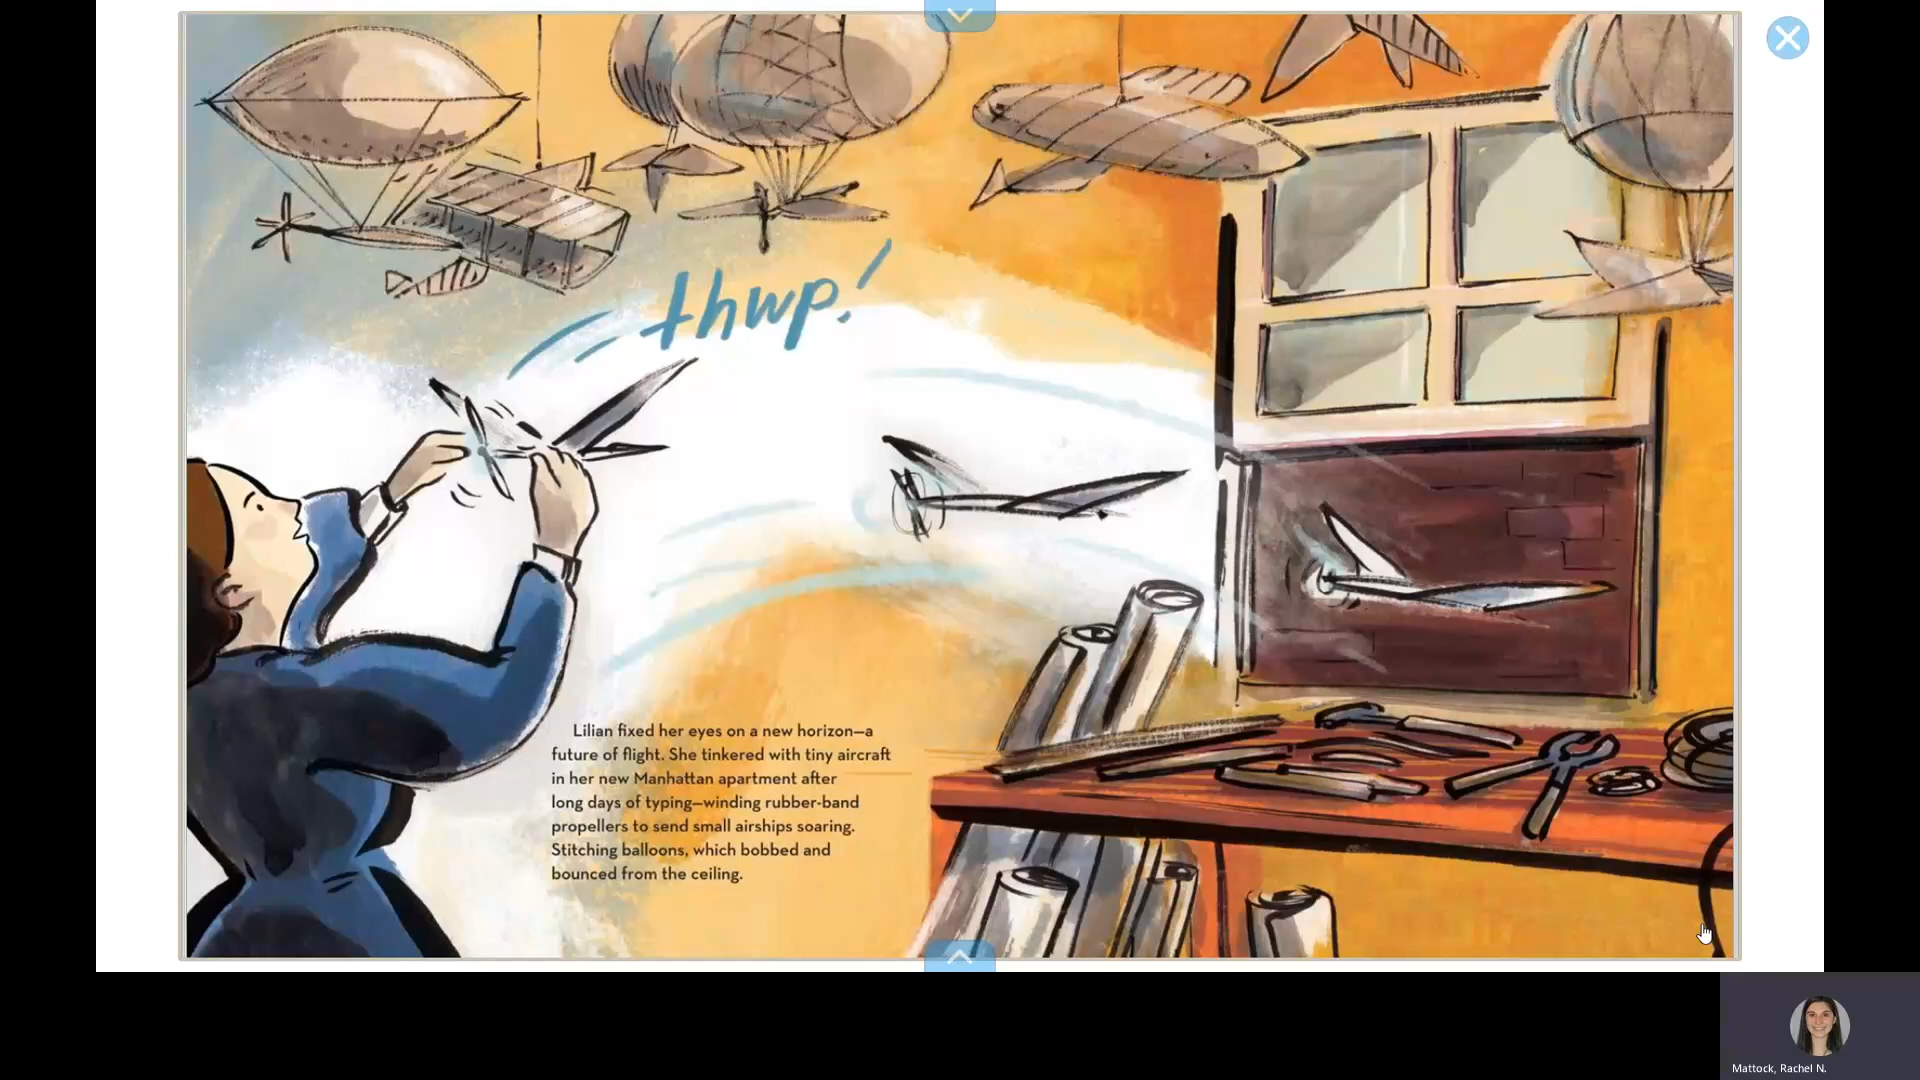 thwp!
Lilian fixed her eyes on a new horizon—a
future of flight. She tinkered with tiny aircraft
in her new Manhattan apartment after
long days of typing—winding rubber-band
propellers to send small airships soaring.
Stitching balloons, which bobbed and
bounced from the ceiling.
Mattock, Rachel N.